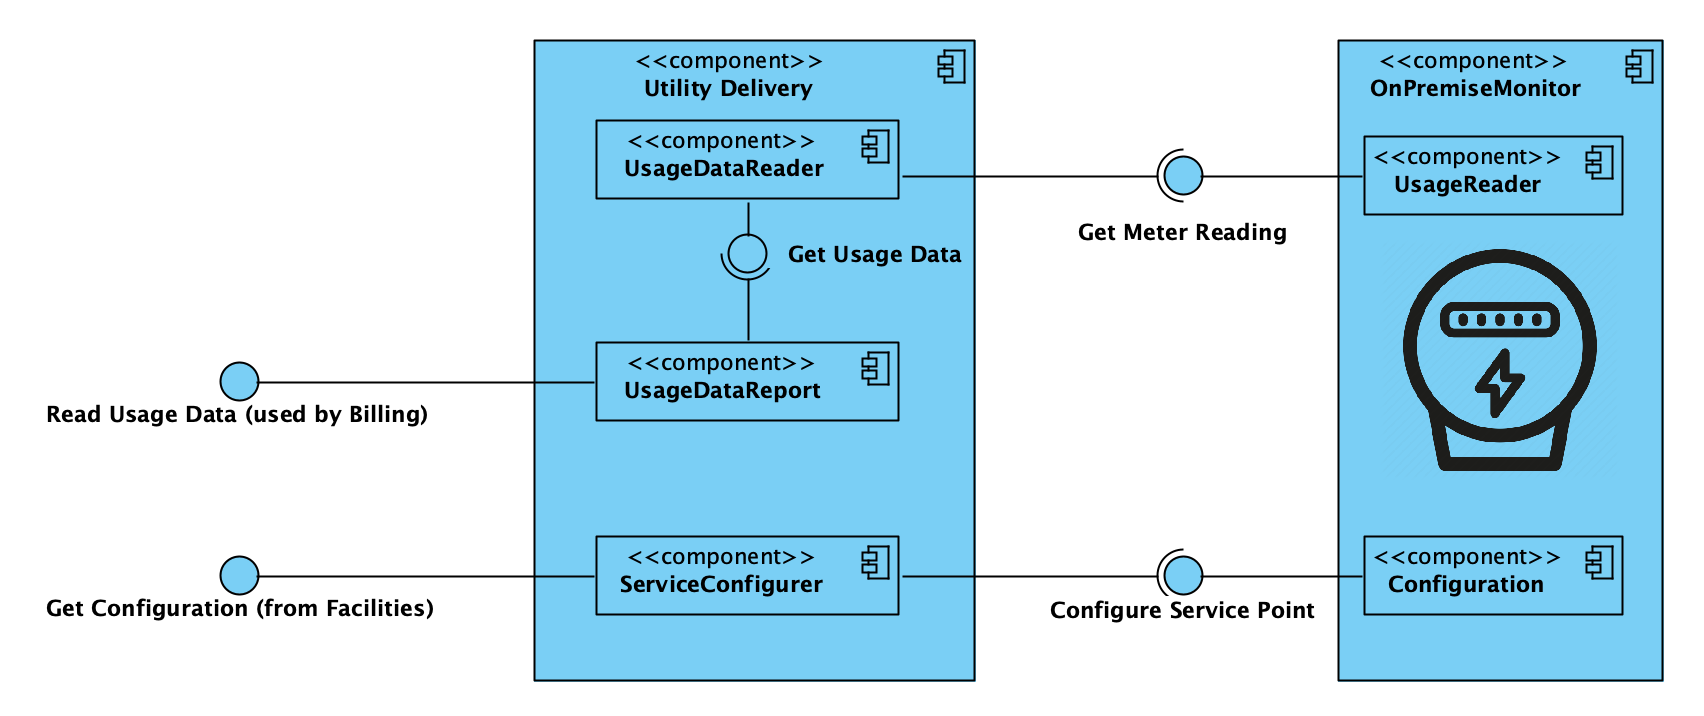 <<component>>
Utility Delivery
<<component>>
UsageDataReader
Get Usage Data
<<component>>
UsageDataReport
<<component>>
ServiceConfigurer
Read Usage Data (used by Billing)
Get Configuration (from Facilities)
Get Meter Reading
Configure Service Point
<<component>>
OnPremiseMonitor
<<component>>
UsageReader
<<component>>
Configuration